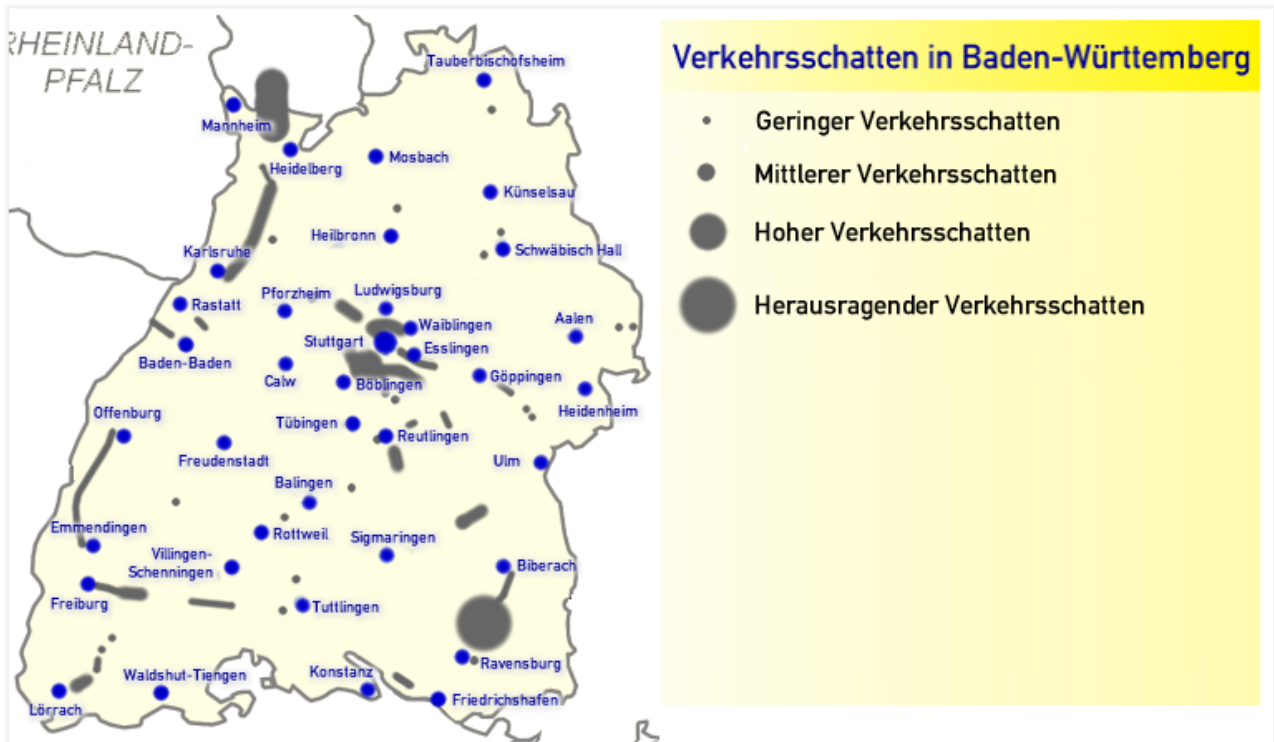 RHEINLAND-
PFALZ
Verkehrsschatten in Baden-Württemberg
Geringer Verkehrsschatten
Mittlerer Verkehrsschatten
Hoher Verkehrsschatten
Herausragender Verkehrsschatten
Tauberbischofsheim
Mannheim
Heidelberg
Mosbach
Künselsau
Heilbronn
Schwäbisch Hall
Karlsruhe
Rastatt
Pforzheim
Ludwigsburg
Waiblingen
Aalen
Stuttgart
Esslingen
Baden-Baden
Calw
Böblingen
Göppingen
Heidenheim
Offenburg
Tübingen
Reutlingen
Freudenstadt
Ulm
Balingen
Emmendingen
Rottweil
Sigmaringen
Villingen-
Schenningen
Biberach
Freiburg
Tuttlingen
Ravensburg
Waldshut-Tiengen
Konstanz
Lörrach
Friedrichshafen